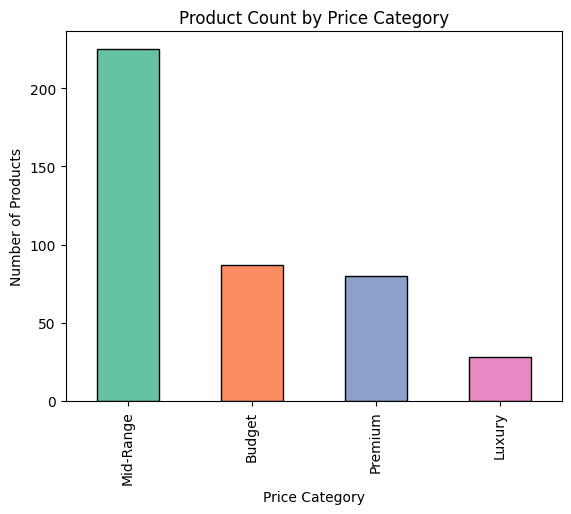 Product Count by Price Category
Number of Products
200
150
100
50
0
Mid-Range
Budget
Premium
Luxury
Price Category